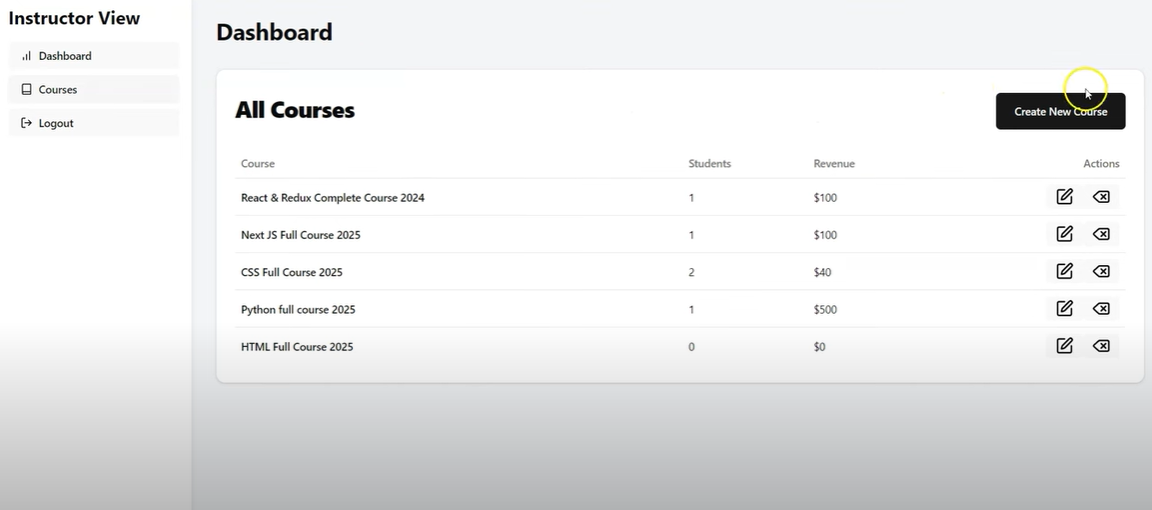 Instructor View
Dashboard
Courses
Logout
Dashboard
All Courses
Create New Course
Course Students Revenue Actions
React & Redux Complete Course 2024 1 $100
Next JS Full Course 2025 1 $100
CSS Full Course 2025 2 $40
Python full course 2025 1 $500
HTML Full Course 2025 0 $0